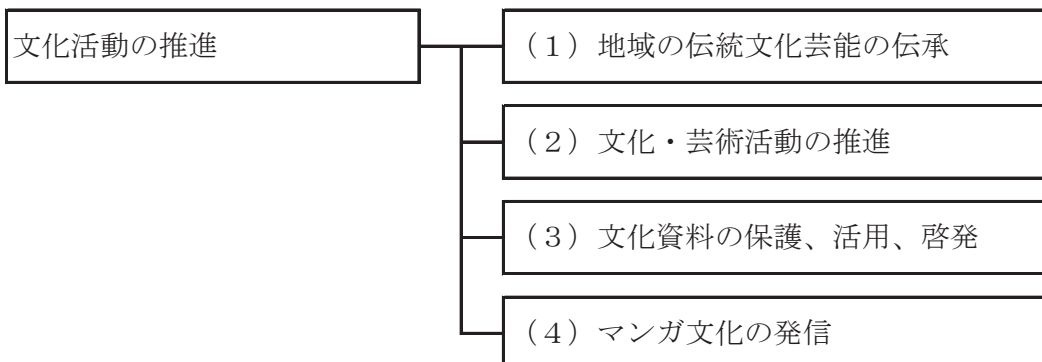 文化活動の推進
（１）地域の伝統文化芸能の伝承
（２）文化・芸術活動の推進
（３）文化資料の保護、活用、啓発
（４）マンガ文化の発信